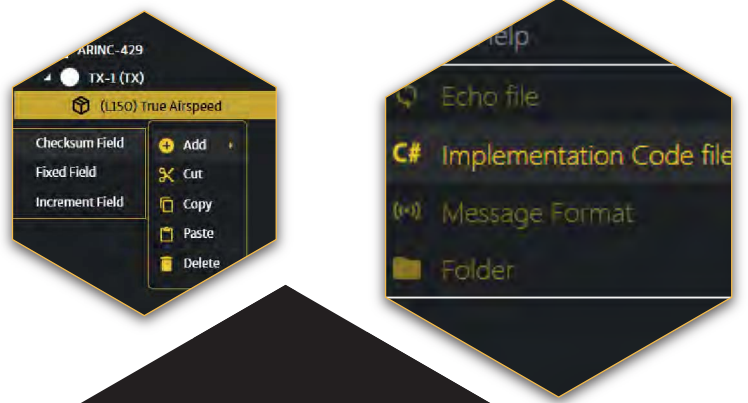 ARINC-429
TX-1 (TX)
(L150) True Airspeed
Checksum Field
Fixed Field
Increment Field
Add
Cut
Copy
Paste
Delete
Help
Echo file
C# Implementation Code file
Message Format
Folder